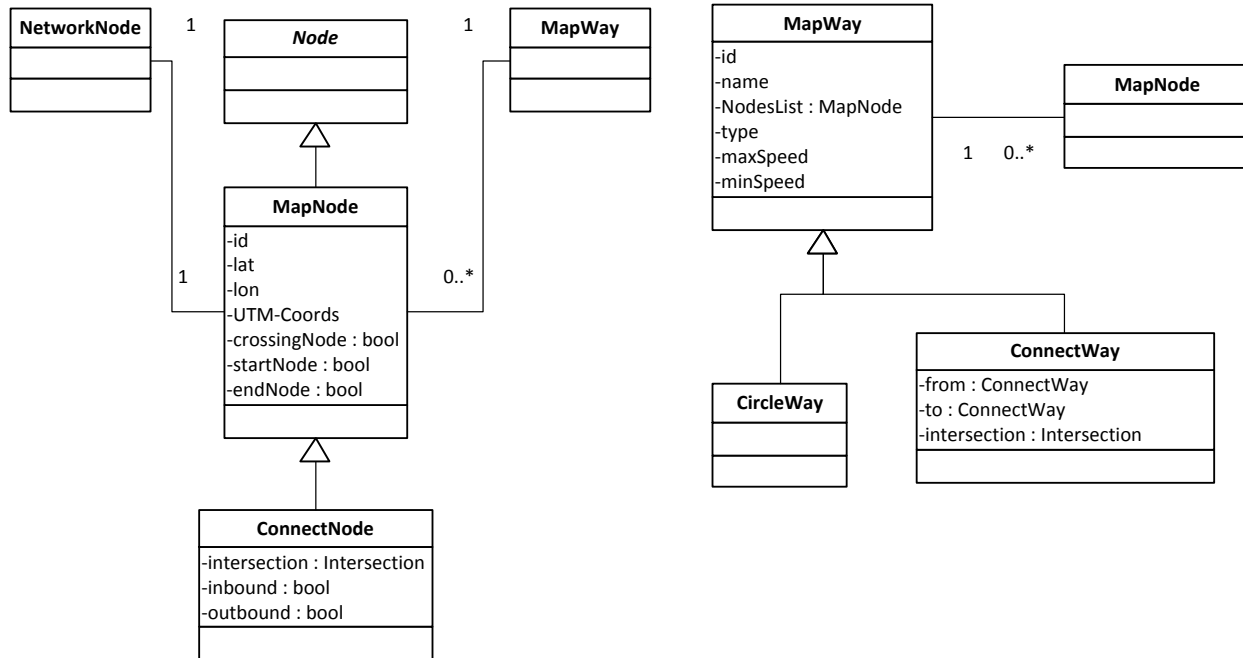 NetworkNode
1
Node
1
MapWay
MapNode
-id
-lat
-lon
-UTM-Coords
-crossingNode : bool
-startNode : bool
-endNode : bool
1
0..*
ConnectNode
-intersection : Intersection
-inbound : bool
-outbound : bool
MapWay
-id
-name
-NodesList : MapNode
-type
-maxSpeed
-minSpeed
1
0..*
MapNode
CircleWay
ConnectWay
-from : ConnectWay
-to : ConnectWay
-intersection : Intersection